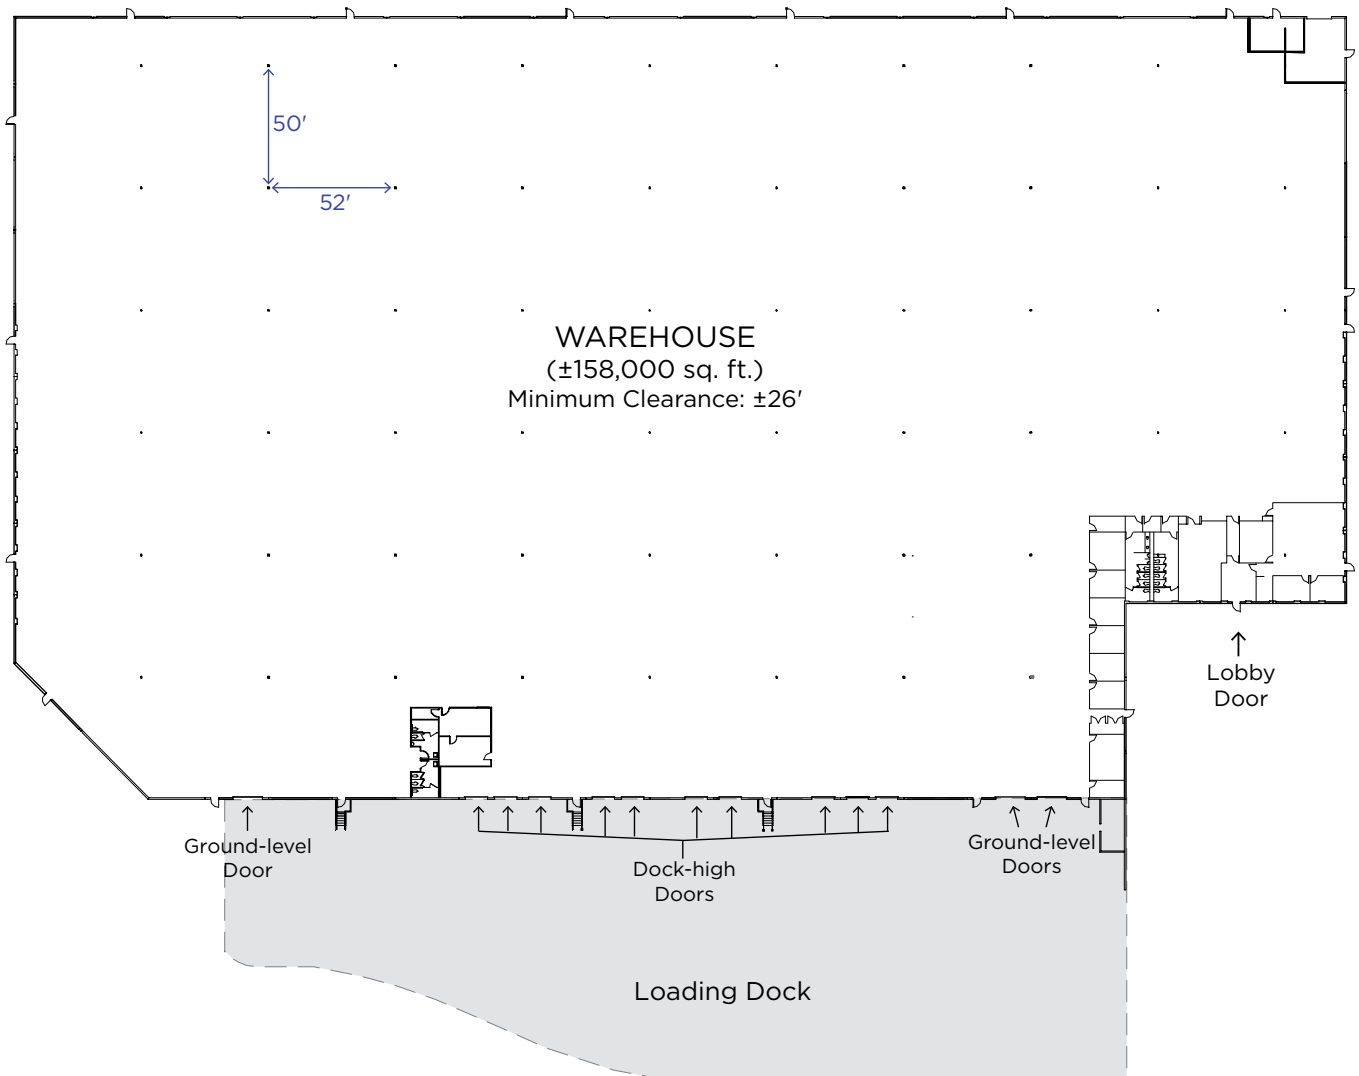 50'
52'
WAREHOUSE
(±158,000 sq. ft.)
Minimum Clearance: ±26'
Lobby
Door
Ground-level
Door
Dock-high
Doors
Ground-level
Doors
Loading Dock